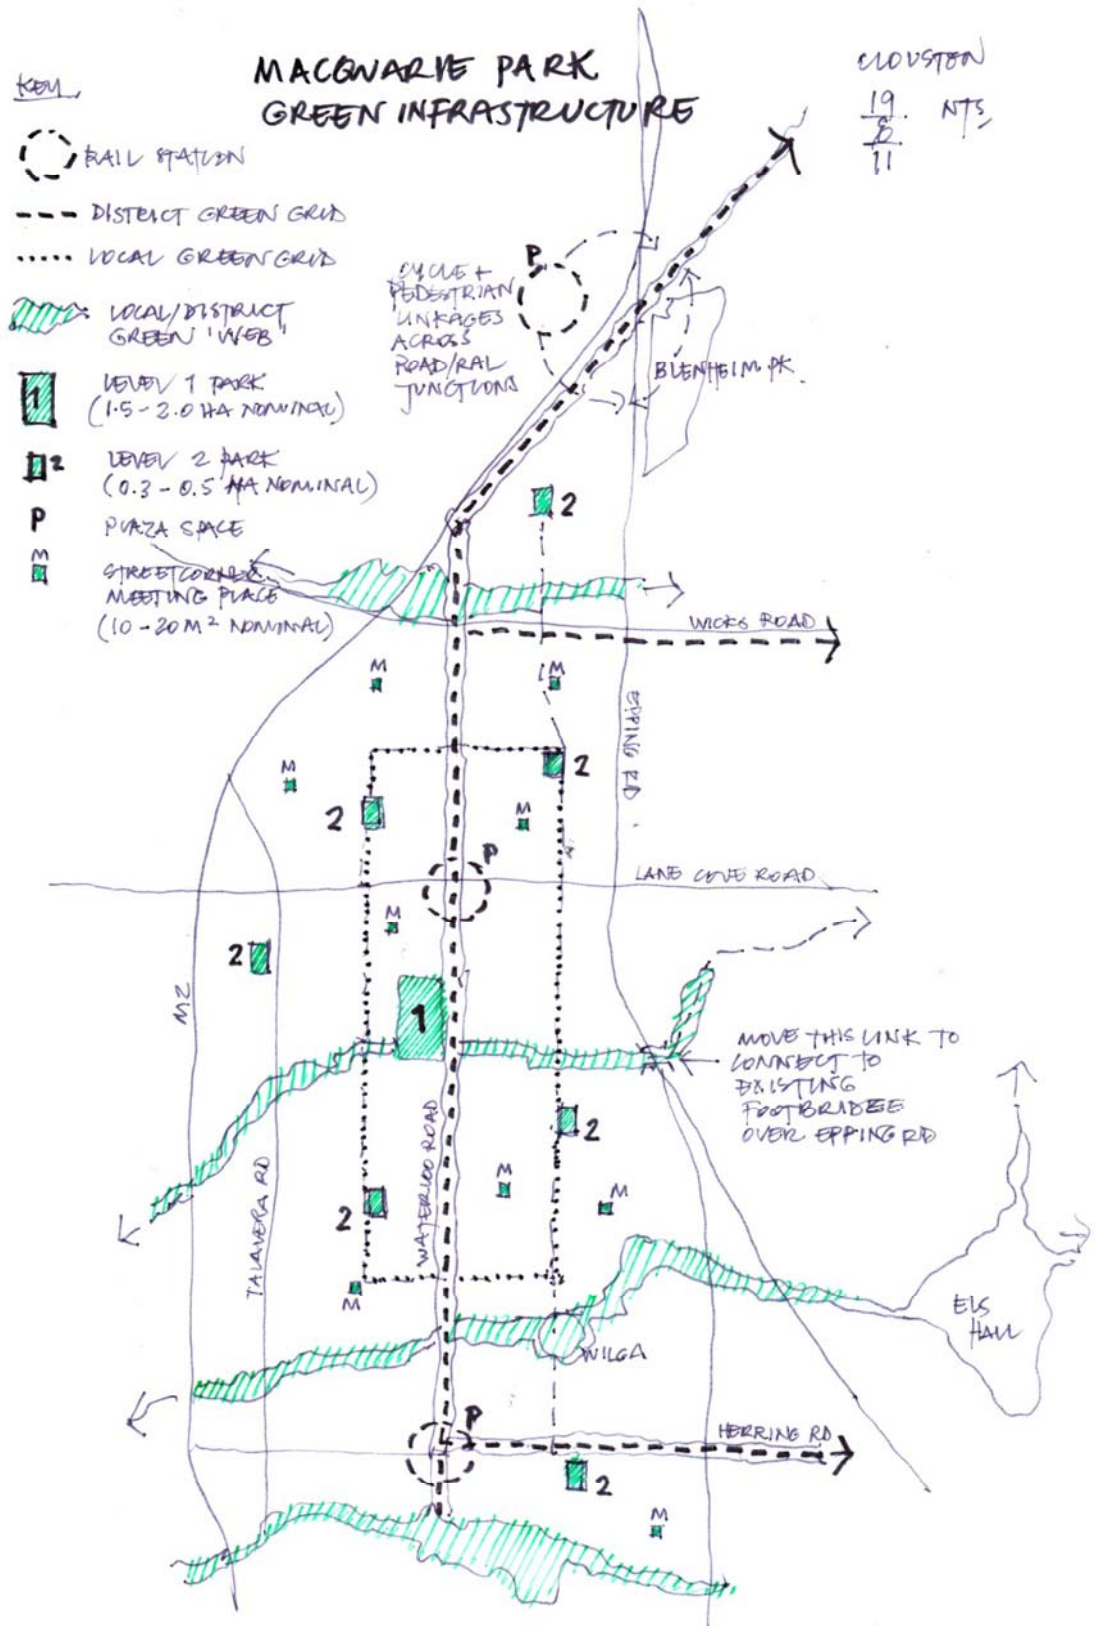 MACQUARIE PARK
GREEN INFRASTRUCTURE
CLOUSTON
19
8
11
NTS
KEY
RAIL STATION
DISTRICT GREEN GRID
LOCAL GREEN GRID
LOCAL/DISTRICT
GREEN 'WEB'
1
LEVEL 1 PARK
(1.5-2.0 HA NOMINAL)
2
LEVEL 2 PARK
(0.3-0.5 HA NOMINAL)
P
PLAZA SPACE
M
STREETCORNER
MEETING PLACE
(10-20 M² NOMINAL)
P
CYCLE +
PEDESTRIAN
LINKAGES
ACROSS
ROAD/RAL
JUNCTIONS
BLENHEIM PK.
2
WICKS ROAD
M
M
EPPING RD
M
2
2
M
P
LANE COVE ROAD
M
2
M2
1
MOVE THIS LINK TO
CONNECT TO
EXISTING
FOOTBRIDGE
OVER EPPING RD
2
WATERLOO ROAD
TALAVERA RD
M
M
2
M
ELS
HALL
WILGA
P
HERRING RD
2
M